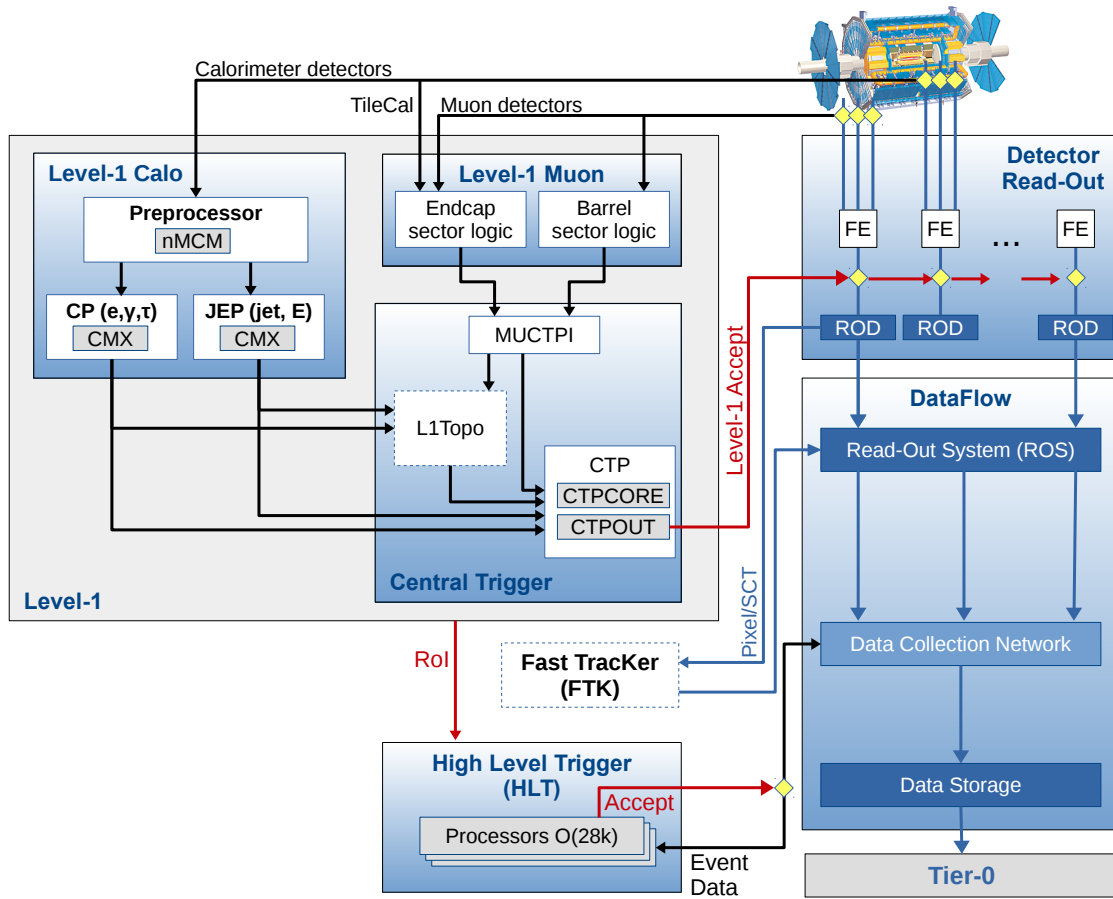 Calorimeter detectors
TileCal
Muon detectors
Level-1 Calo
Preprocessor
nMCM
CP (e,γ,τ)
CMX
JEP (jet, E)
CMX
Level-1 Muon
Endcap
sector logic
Barrel
sector logic
MUCTPI
L1Topo
CTP
CTPCORE
CTPOUT
Central Trigger
Level-1
Level-1 Accept
Detector
Read-Out
FE
FE
...
FE
ROD
ROD
ROD
DataFlow
Read-Out System (ROS)
Pixel/SCT
Data Collection Network
RoI
Fast TracKer
(FTK)
High Level Trigger
(HLT)
Accept
Processors O(28k)
Event
Data
Data Storage
Tier-0